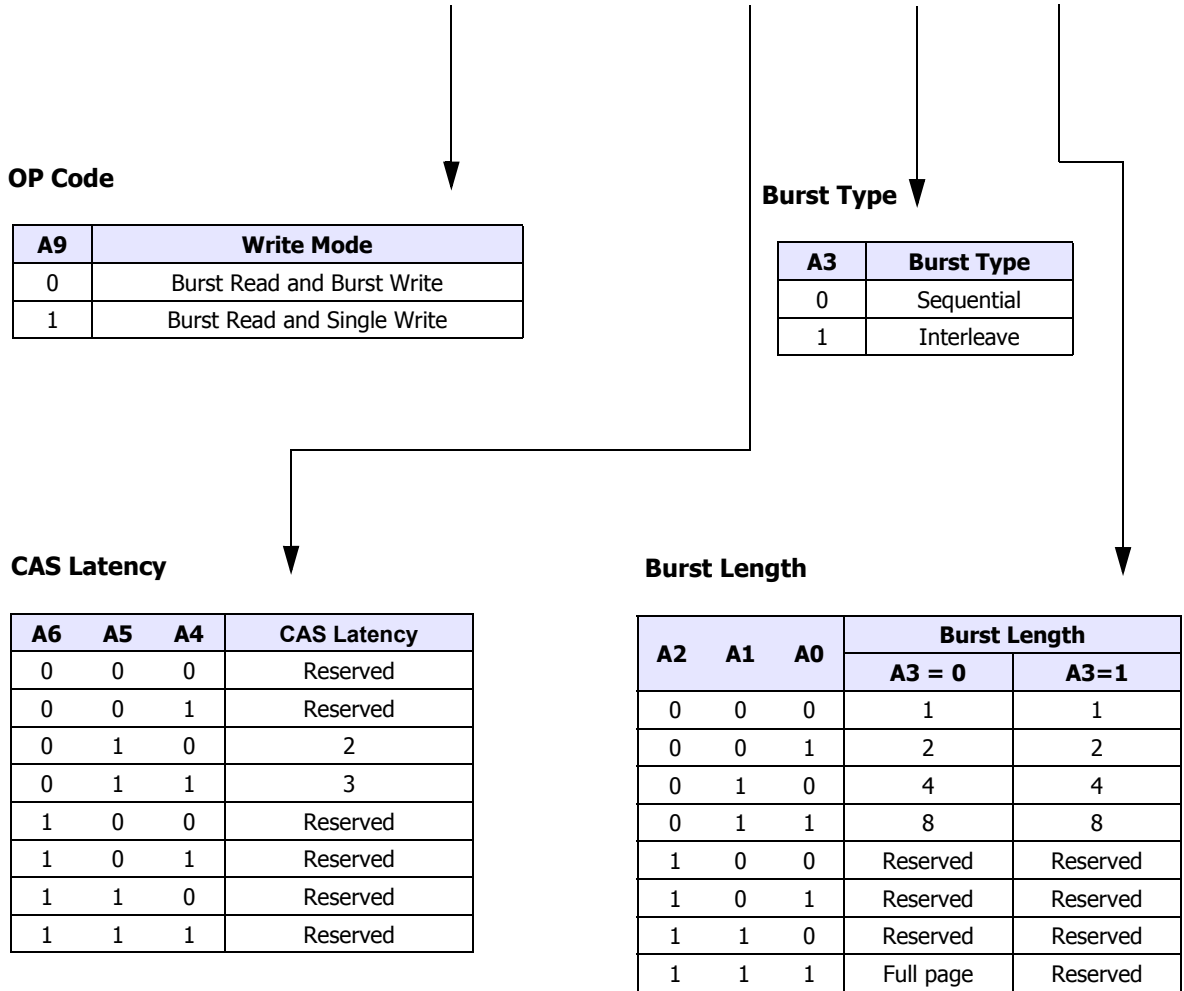 OP Code
A9 Write Mode
0 Burst Read and Burst Write
1 Burst Read and Single Write
Burst Type
A3 Burst Type
0 Sequential
1 Interleave
CAS Latency
A6 A5 A4 CAS Latency
0 0 0 Reserved
0 0 1 Reserved
0 1 0 2
0 1 1 3
1 0 0 Reserved
1 0 1 Reserved
1 1 0 Reserved
1 1 1 Reserved
Burst Length
A2 A1 A0 Burst Length
A3 = 0 A3=1
0 0 0 1 1
0 0 1 2 2
0 1 0 4 4
0 1 1 8 8
1 0 0 Reserved Reserved
1 0 1 Reserved Reserved
1 1 0 Reserved Reserved
1 1 1 Full page Reserved